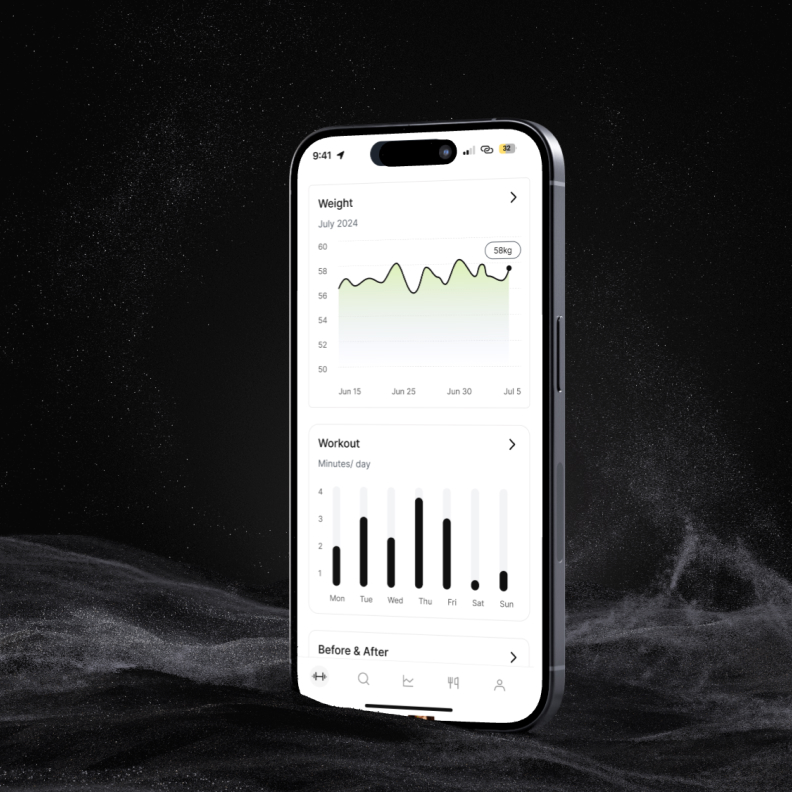 9:41
32
Weight
July 2024
60
58kg
58
56
54
52
50
Jun 15 Jun 25 Jun 30 Jul 5
Workout
Minutes/ day
4
3
2
1
Mon Tue Wed Thu Fri Sat Sun
Before & After